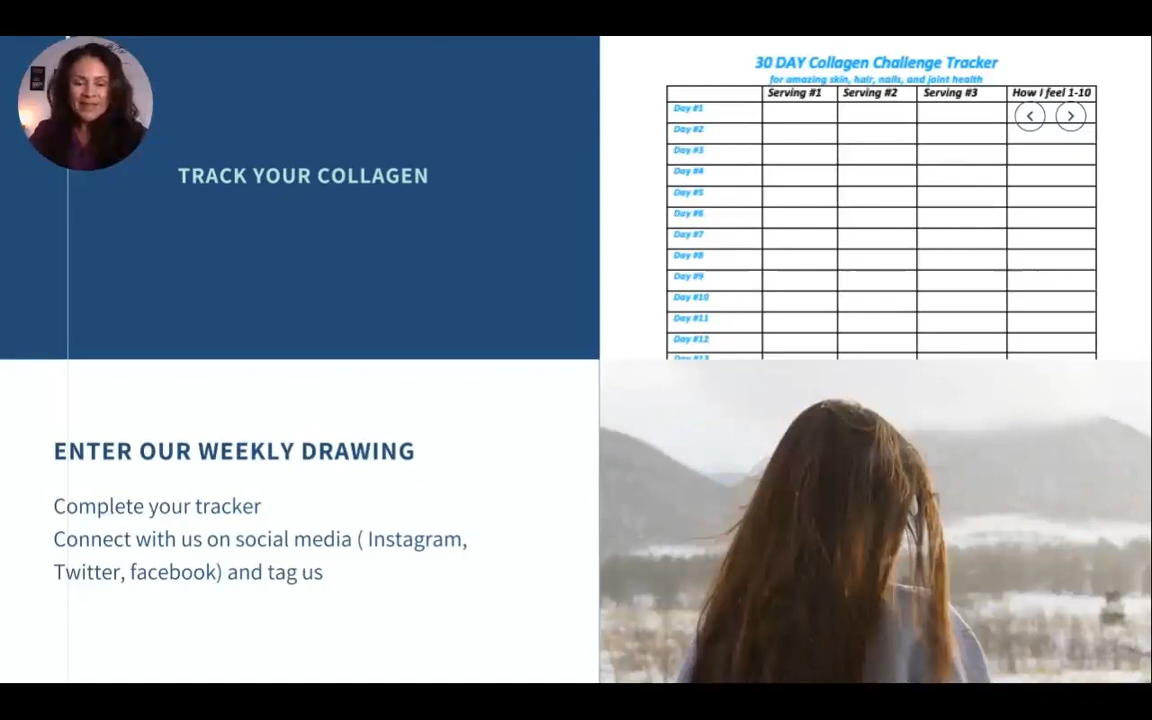 TRACK YOUR COLLAGEN
30 DAY Collagen Challenge Tracker
for amazing skin, hair, nails, and joint health
Serving #1 Serving #2 Serving #3 How I feel 1-10
Day #1
Day #2
Day #3
Day #4
Day #5
Day #6
Day #7
Day #8
Day #9
Day #10
Day #11
Day #12
Day #13
ENTER OUR WEEKLY DRAWING
Complete your tracker
Connect with us on social media ( Instagram,
Twitter, facebook) and tag us